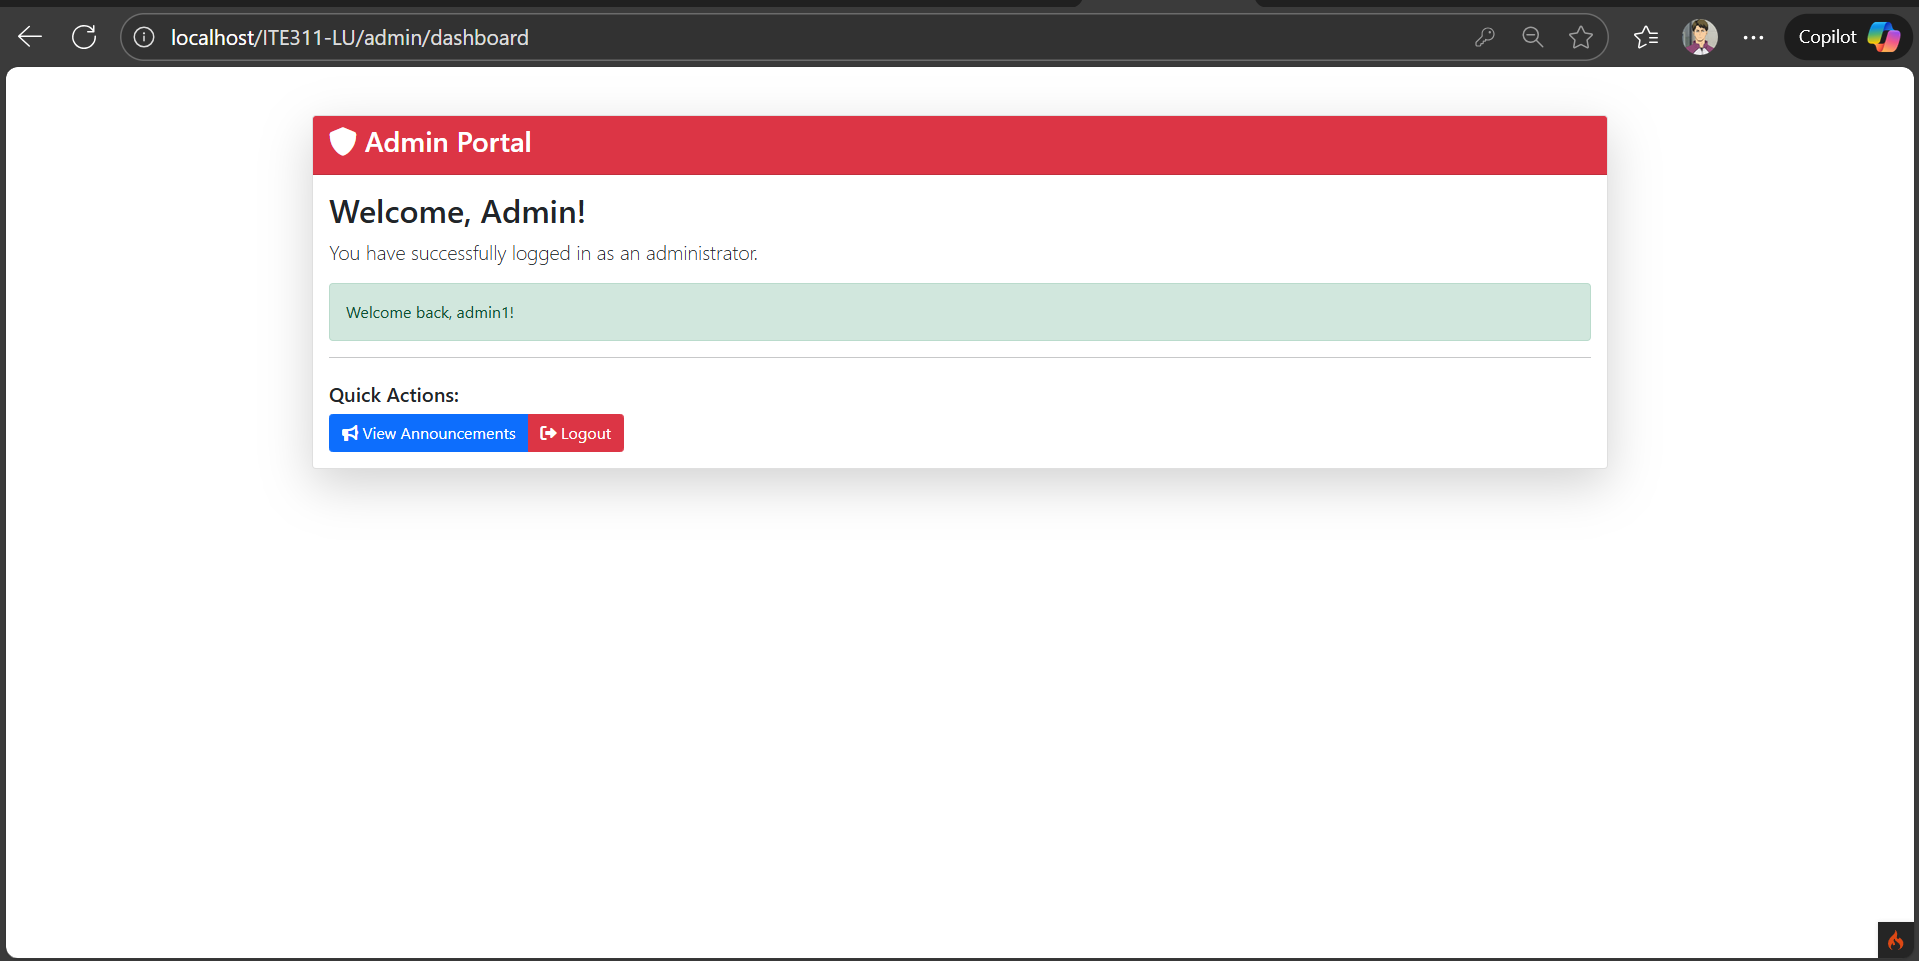 localhost/ITE311-LU/admin/dashboard
Copilot
Admin Portal
Welcome, Admin!
You have successfully logged in as an administrator.
Welcome back, admin1!
Quick Actions:
View Announcements
Logout